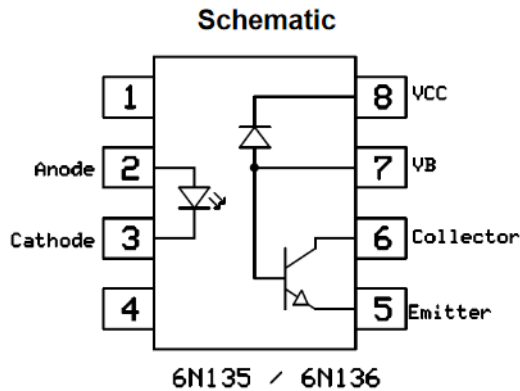 Schematic
1
8 VCC
Anode 2
7 VB
Cathode 3
6 Collector
4
5 Emitter
6N135 / 6N136